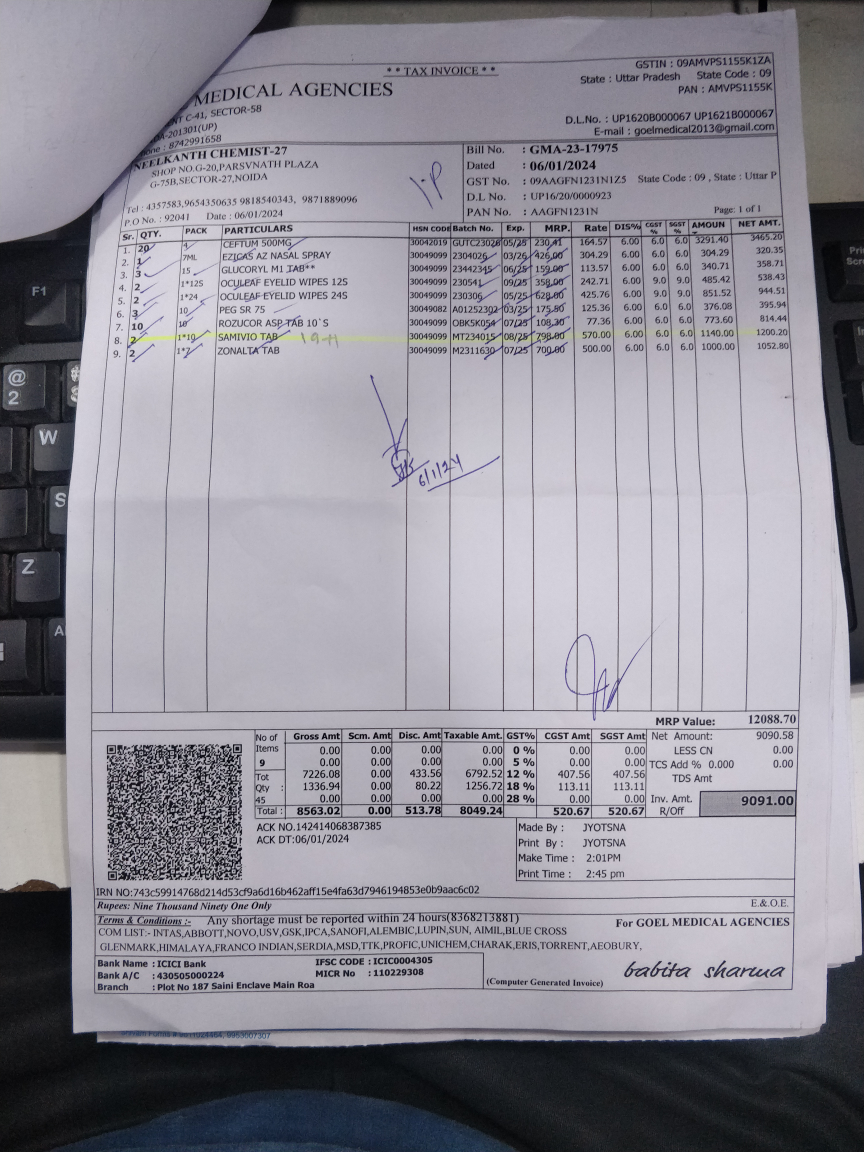 ** TAX INVOICE **
GSTIN : 09AMVPS1155K1ZA
State : Uttar Pradesh State Code : 09
PAN : AMVPS1155K
MEDICAL AGENCIES
C-41, SECTOR-58
-201301(UP)
: 8742991658
D.L.No. : UP1620B000067 UP1621B000067
E-mail : goelmedical2013@gmail.com
NEELKANTH CHEMIST-27
SHOP NO.G-20,PARSVNATH PLAZA
G-75B,SECTOR-27,NOIDA
Tel : 4357583,9654350635 9818540343, 9871889096
P.O No. : 92041 Date : 06/01/2024
Bill No. : GMA-23-17975
Dated : 06/01/2024
GST No. : 09AAGFN1231N1Z5 State Code : 09 , State : Uttar P
D.L No. : UP16/20/0000923
PAN No. : AAGFN1231N Page: 1 of 1
Sr. QTY. PACK PARTICULARS HSN CODE Batch No. Exp. MRP. Rate DIS% CGST % SGST % AMOUN NET AMT.
1. 20 4 CEFTUM 500MG 30042019 GUTC23028 05/25 230.41 164.57 6.00 6.0 6.0 3291.40 3465.20
2. 1 7ML EZICAS AZ NASAL SPRAY 30049099 2304026 03/26 426.00 304.29 6.00 6.0 6.0 304.29 320.35
3. 3 15 GLUCORYL M1 TAB** 30049099 23442345 06/25 159.00 113.57 6.00 6.0 6.0 340.71 358.71
4. 2 1*12S OCULEAF EYELID WIPES 12S 30049099 230541 09/25 358.00 242.71 6.00 9.0 9.0 485.42 538.43
5. 2 1*24 OCULEAF EYELID WIPES 24S 30049099 230306 05/25 628.00 425.76 6.00 9.0 9.0 851.52 944.51
6. 3 10 PEG SR 75 30049082 A01252302 03/25 175.50 125.36 6.00 6.0 6.0 376.08 395.94
7. 10 10 ROZUCOR ASP TAB 10`S 30049099 OBK5K054 07/25 108.30 77.36 6.00 6.0 6.0 773.60 814.44
8. 2 1*10 SAMIVIO TAB 30049099 MT234015 08/25 798.00 570.00 6.00 6.0 6.0 1140.00 1200.20
9. 2 1*7 ZONALTA TAB 30049099 M2311630 07/25 700.00 500.00 6.00 6.0 6.0 1000.00 1052.80
6/1/24
MRP Value: 12088.70
No of Items 9 Gross Amt Scm. Amt Disc. Amt Taxable Amt. GST% CGST Amt SGST Amt
0.00 0.00 0.00 0.00 0 % 0.00 0.00
0.00 0.00 0.00 0.00 5 % 0.00 0.00
Tot Qty : 45 7226.08 0.00 433.56 6792.52 12 % 407.56 407.56
1336.94 0.00 80.22 1256.72 18 % 113.11 113.11
0.00 0.00 0.00 0.00 28 % 0.00 0.00
Total : 8563.02 0.00 513.78 8049.24 520.67 520.67
Net Amount: 9090.58
LESS CN 0.00
TCS Add % 0.000 0.00
TDS Amt
Inv. Amt. 9091.00
R/Off
ACK NO.142414068387385
ACK DT:06/01/2024
Made By : JYOTSNA
Print By : JYOTSNA
Make Time : 2:01PM
Print Time : 2:45 pm
IRN NO:743c59914768d214d53cf9a6d16b462aff15e4fa63d7946194853e0b9aac6c02
Rupees: Nine Thousand Ninety One Only E.& O.E.
Terms & Conditions :- Any shortage must be reported within 24 hours(8368213881)
COM LIST:- INTAS,ABBOTT,NOVO,USV,GSK,IPCA,SANOFI,ALEMBIC,LUPIN,SUN, AIMIL,BLUE CROSS
GLENMARK,HIMALAYA,FRANCO INDIAN,SERDIA,MSD,TTK,PROFIC,UNICHEM,CHARAK,ERIS,TORRENT,AEOBURY,
For GOEL MEDICAL AGENCIES
Bank Name : ICICI Bank IFSC CODE : ICIC0004305
Bank A/C : 430505000224 MICR No : 110229308
Branch : Plot No 187 Saini Enclave Main Roa
(Computer Generated Invoice)
babita sharma
F1
@
2
W
S
Z